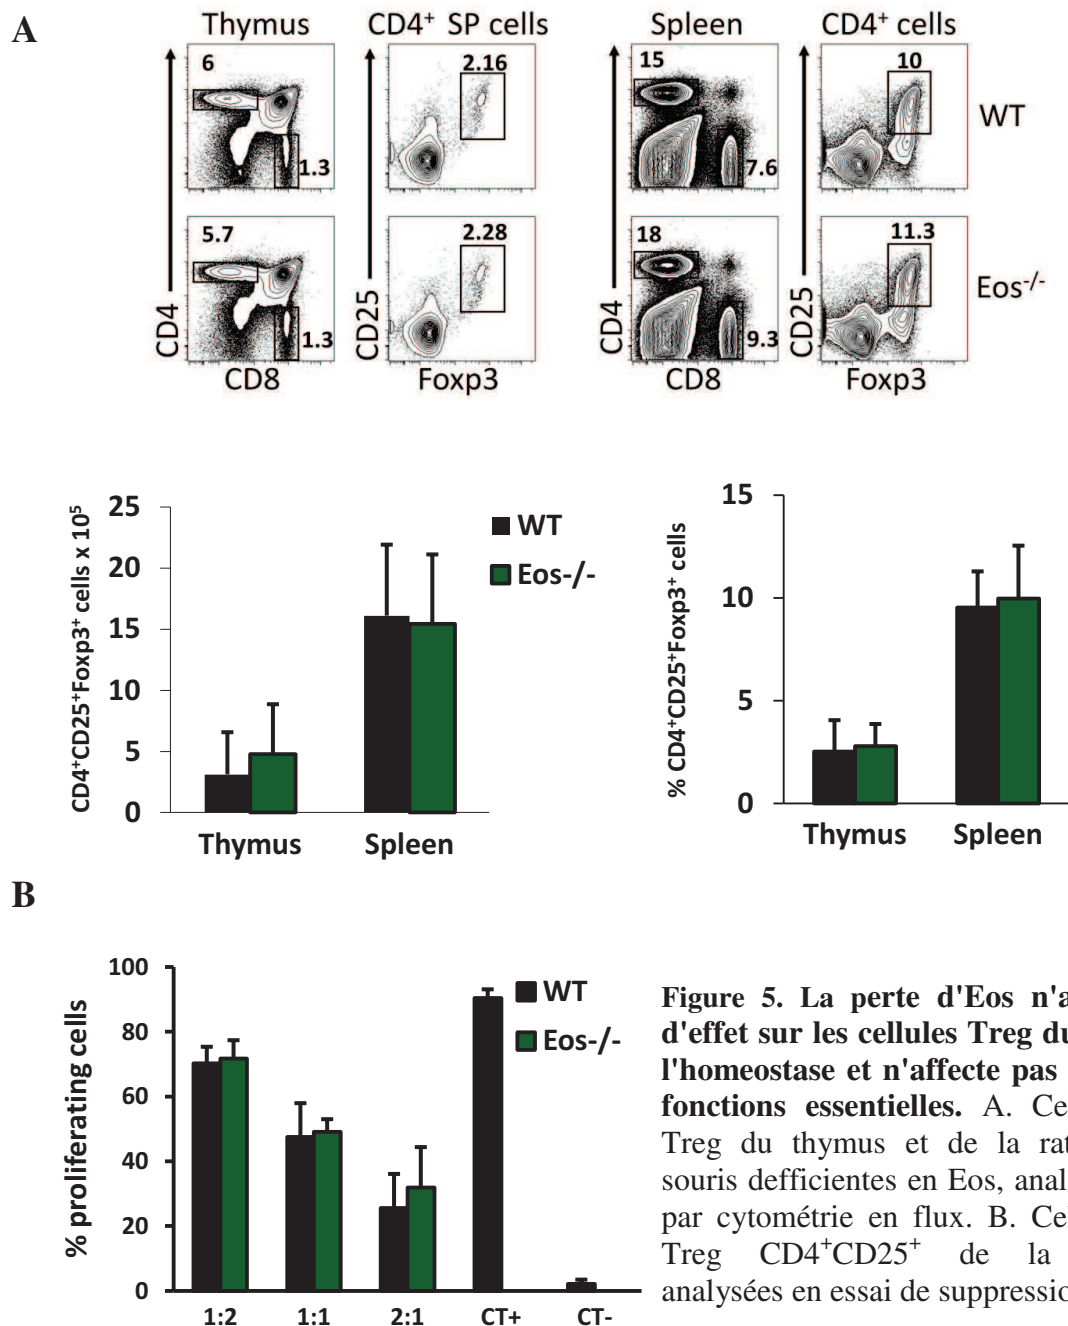 A
Thymus
CD4⁺ SP cells
Spleen
CD4⁺ cells
6
1.3
2.16
15
7.6
10
WT
5.7
1.3
2.28
18
9.3
11.3
Eos⁻/⁻
CD4
CD25
CD4
CD25
CD8
Foxp3
CD8
Foxp3
CD4⁺CD25⁺Foxp3⁺ cells x 10⁵
25
20
15
10
5
0
WT
Eos-/-
Thymus
Spleen
% CD4⁺CD25⁺Foxp3⁺ cells
15
10
5
0
Thymus
Spleen
B
% proliferating cells
100
80
60
40
20
0
WT
Eos-/-
1:2
1:1
2:1
CT+
CT-
Figure 5. La perte d'Eos n'a
d'effet sur les cellules Treg du
l'homeostase et n'affecte pas
fonctions essentielles. A. Ce
Treg du thymus et de la rat
souris defficientes en Eos, anal
par cytométrie en flux. B. Ce
Treg CD4⁺CD25⁺ de la
analysées en essai de suppressio